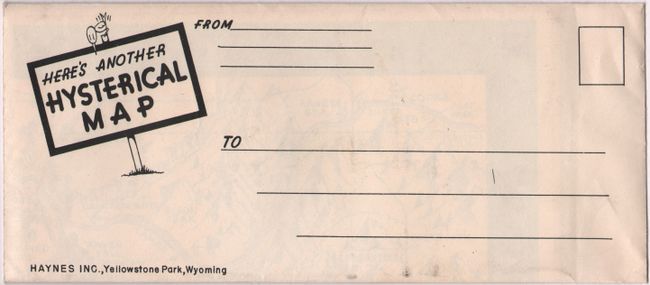 FROM
HERE'S ANOTHER
HYSTERICAL
MAP
TO
HAYNES INC., Yellowstone Park, Wyoming